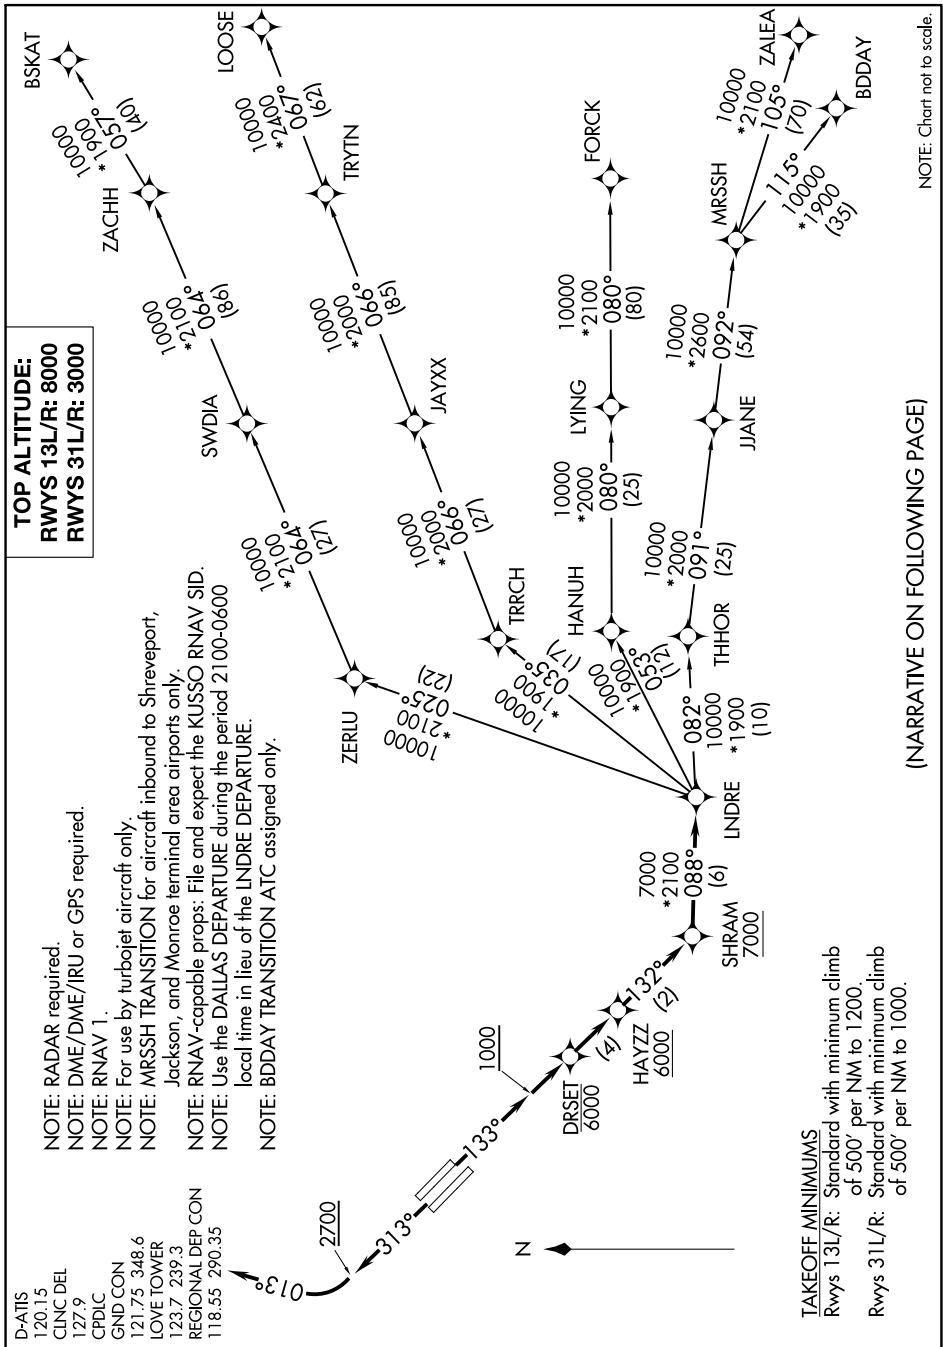 D-ATIS
120.15
CLNC DEL
127.9
CPDLC
GND CON
121.75 348.6
LOVE TOWER
123.7 239.3
REGIONAL DEP CON
118.55 290.35
NOTE: RADAR required.
NOTE: DME/DME/IRU or GPS required.
NOTE: RNAV 1.
NOTE: For use by turbojet aircraft only.
NOTE: MRSSH TRANSITION for aircraft inbound to Shreveport,
Jackson, and Monroe terminal area airports only.
NOTE: RNAV-capable props: File and expect the KUSSO RNAV SID.
NOTE: Use the DALLAS DEPARTURE during the period 2100-0600
local time in lieu of the LNDRE DEPARTURE.
NOTE: BDDAY TRANSITION ATC assigned only.
TOP ALTITUDE:
RWYS 13L/R: 8000
RWYS 31L/R: 3000
BSKAT
10000
*1900
057°
(40)
ZACHH
10000
*2100
064°
(86)
SWDIA
10000
*2100
064°
(27)
ZERLU
10000
*2100
025°
(22)
LOOSE
10000
*2400
067°
(62)
TRYTN
10000
*2000
066°
(85)
JAYXX
10000
*2000
066°
(27)
TRRCH
10000
*1900
035°
(17)
FORCK
10000
*2100
080°
(80)
LYING
10000
*2000
080°
(25)
HANUH
10000
*1900
053°
(12)
ZALEA
10000
*2100
105°
(70)
BDDAY
115°
10000
*1900
(35)
MRSSH
10000
*2600
092°
(54)
JJANE
10000
*2000
091°
(25)
THHOR
082°
10000
*1900
(10)
LNDRE
7000
*2100
088°
(6)
SHRAM
7000
132°
(2)
HAYZZ
6000
(4)
DRSET
6000
1000
133°
313°
2700
013°
N
TAKEOFF MINIMUMS
Rwys 13L/R: Standard with minimum climb
of 500' per NM to 1200.
Rwys 31L/R: Standard with minimum climb
of 500' per NM to 1000.
(NARRATIVE ON FOLLOWING PAGE)
NOTE: Chart not to scale.